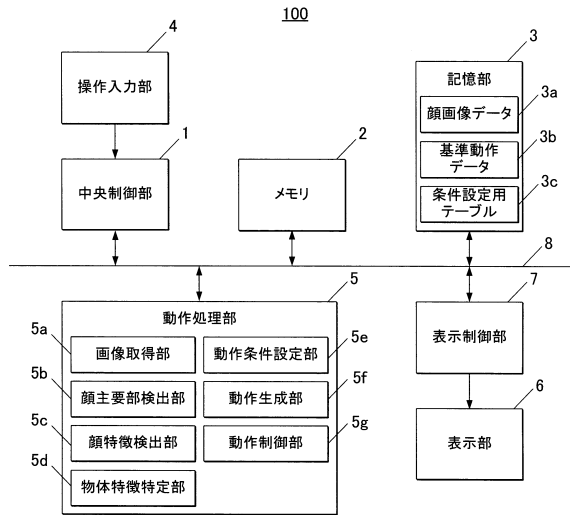 100
4
操作入力部
1
中央制御部
2
メモリ
3
記憶部
3a
顔画像データ
3b
基準動作
データ
3c
条件設定用
テーブル
8
5
動作処理部
5a
画像取得部
5b
顔主要部検出部
5c
顔特徴検出部
5d
物体特徴特定部
5e
動作条件設定部
5f
動作生成部
5g
動作制御部
7
表示制御部
6
表示部